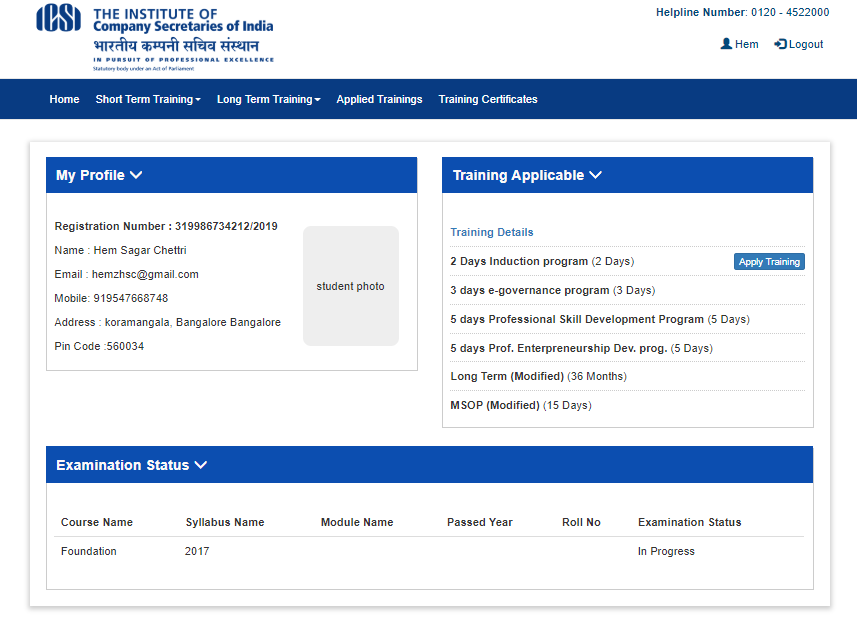 ICSI THE INSTITUTE OF
Company Secretaries of India
भारतीय कम्पनी सचिव संस्थान
IN PURSUIT OF PROFESSIONAL EXCELLENCE
Statutory body under an Act of Parliament
Helpline Number: 0120 - 4522000
Hem Logout
Home Short Term Training Long Term Training Applied Trainings Training Certificates
My Profile
Registration Number : 319986734212/2019
Name : Hem Sagar Chettri
Email : hemzhsc@gmail.com
Mobile: 919547668748
Address : koramangala, Bangalore Bangalore
Pin Code :560034
student photo
Training Applicable
Training Details
2 Days Induction program (2 Days) Apply Training
3 days e-governance program (3 Days)
5 days Professional Skill Development Program (5 Days)
5 days Prof. Enterpreneurship Dev. prog. (5 Days)
Long Term (Modified) (36 Months)
MSOP (Modified) (15 Days)
Examination Status
Course Name Syllabus Name Module Name Passed Year Roll No Examination Status
Foundation 2017 In Progress